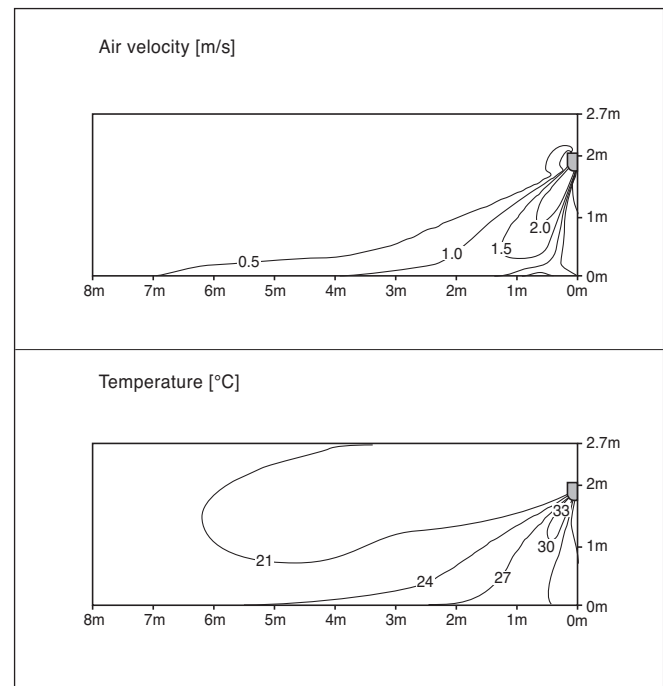 Air velocity [m/s]
2.7m
2m
2.0
1m
1.5
1.0
0.5
0m
8m 7m 6m 5m 4m 3m 2m 1m 0m
Temperature [°C]
2.7m
2m
33
30
1m
21
24
27
0m
8m 7m 6m 5m 4m 3m 2m 1m 0m